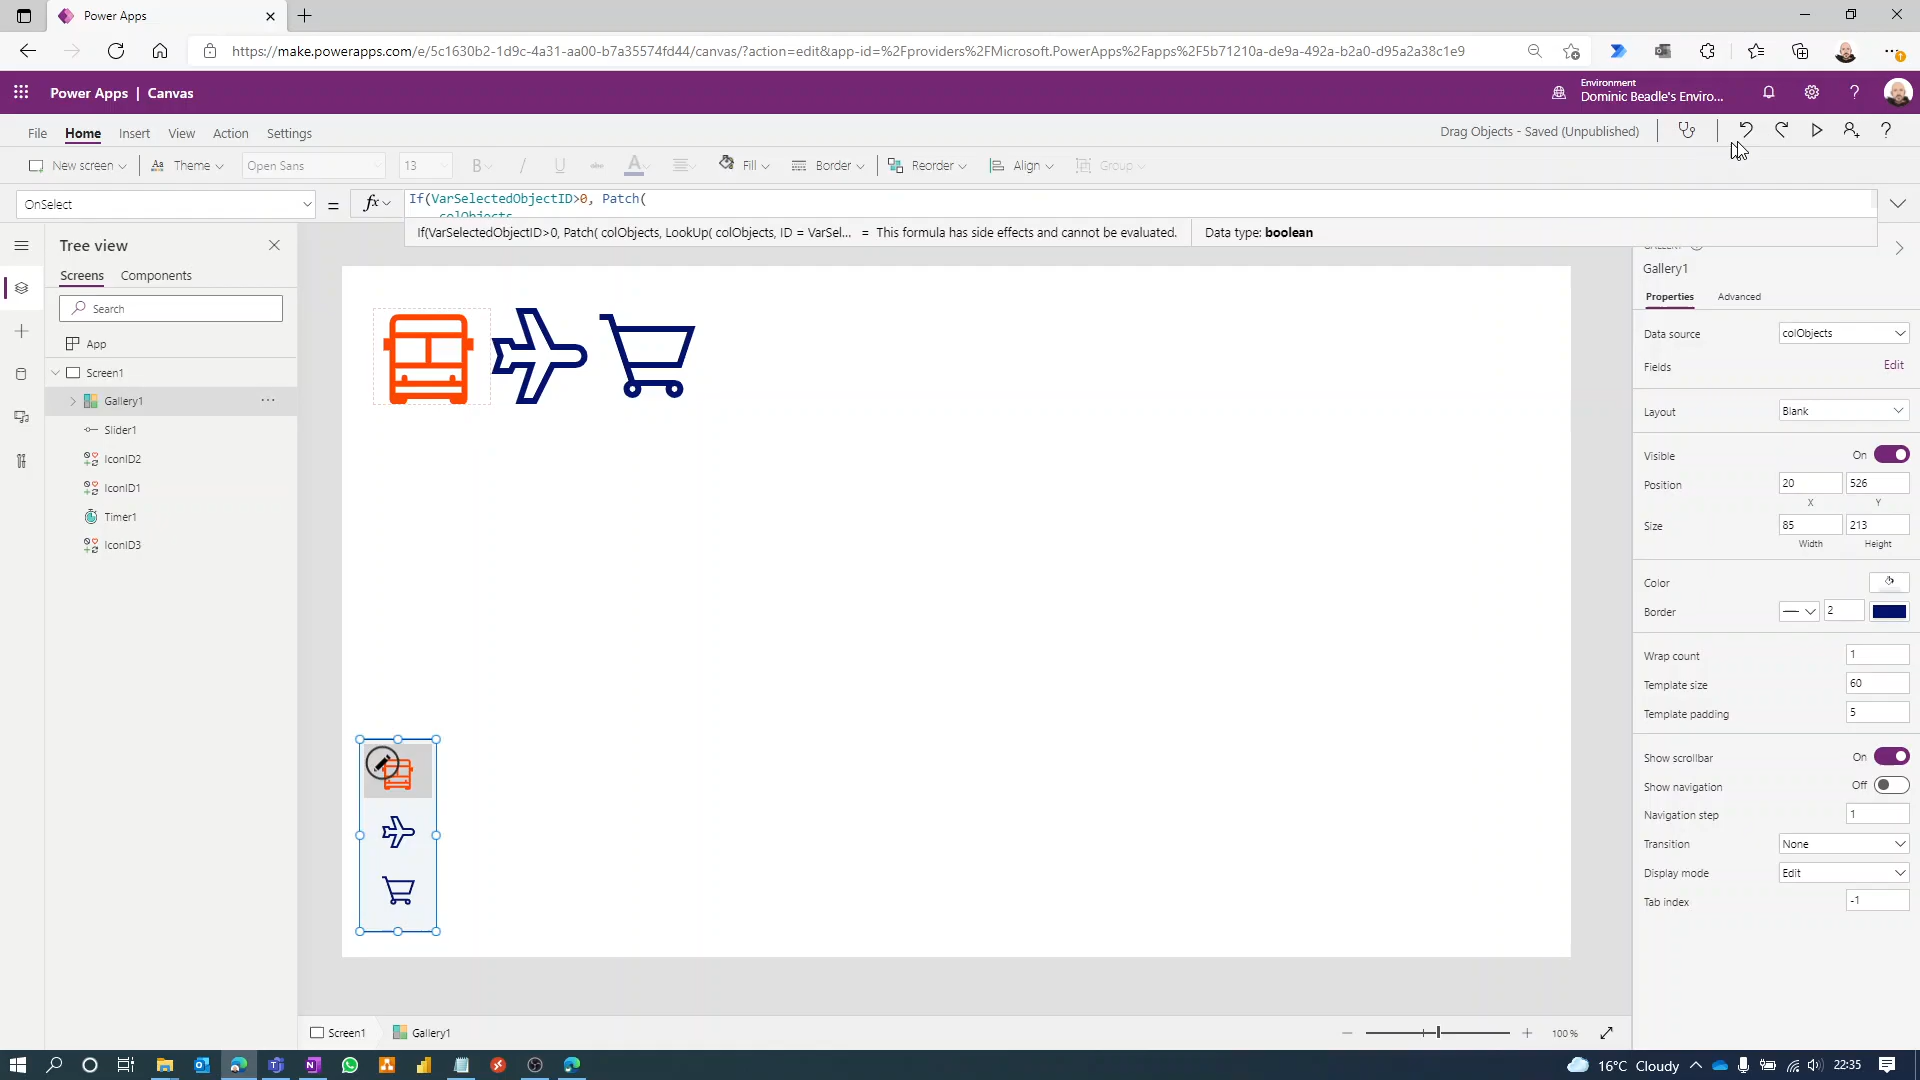 Power Apps
https://make.powerapps.com/e/5c1630b2-1d9c-4a31-aa00-b7a35574fd44/canvas/?action=edit&app-id=%2Fproviders%2FMicrosoft.PowerApps%2Fapps%2F5b71210a-de9a-492a-b2a0-d95a2a38c1e9
Power Apps | Canvas
Environment
Dominic Beadle's Enviro...
File Home Insert View Action Settings
Drag Objects - Saved (Unpublished)
New screen Theme Open Sans 13 B Fill Border Reorder Align Group
OnSelect = fx If(VarSelectedObjectID>0, Patch(
colObjects
If(VarSelectedObjectID>0, Patch( colObjects, LookUp( colObjects, ID = VarSel... = This formula has side effects and cannot be evaluated. Data type: boolean
Tree view
Screens Components
Search
App
Screen1
Gallery1
Slider1
IconID2
IconID1
Timer1
IconID3
Gallery1
Properties Advanced
Data source colObjects
Fields Edit
Layout Blank
Visible On
Position 20 526
X Y
Size 85 213
Width Height
Color
Border 2
Wrap count 1
Template size 60
Template padding 5
Show scrollbar On
Show navigation Off
Navigation step 1
Transition None
Display mode Edit
Tab index -1
Screen1 Gallery1
100 %
16°C Cloudy 22:35